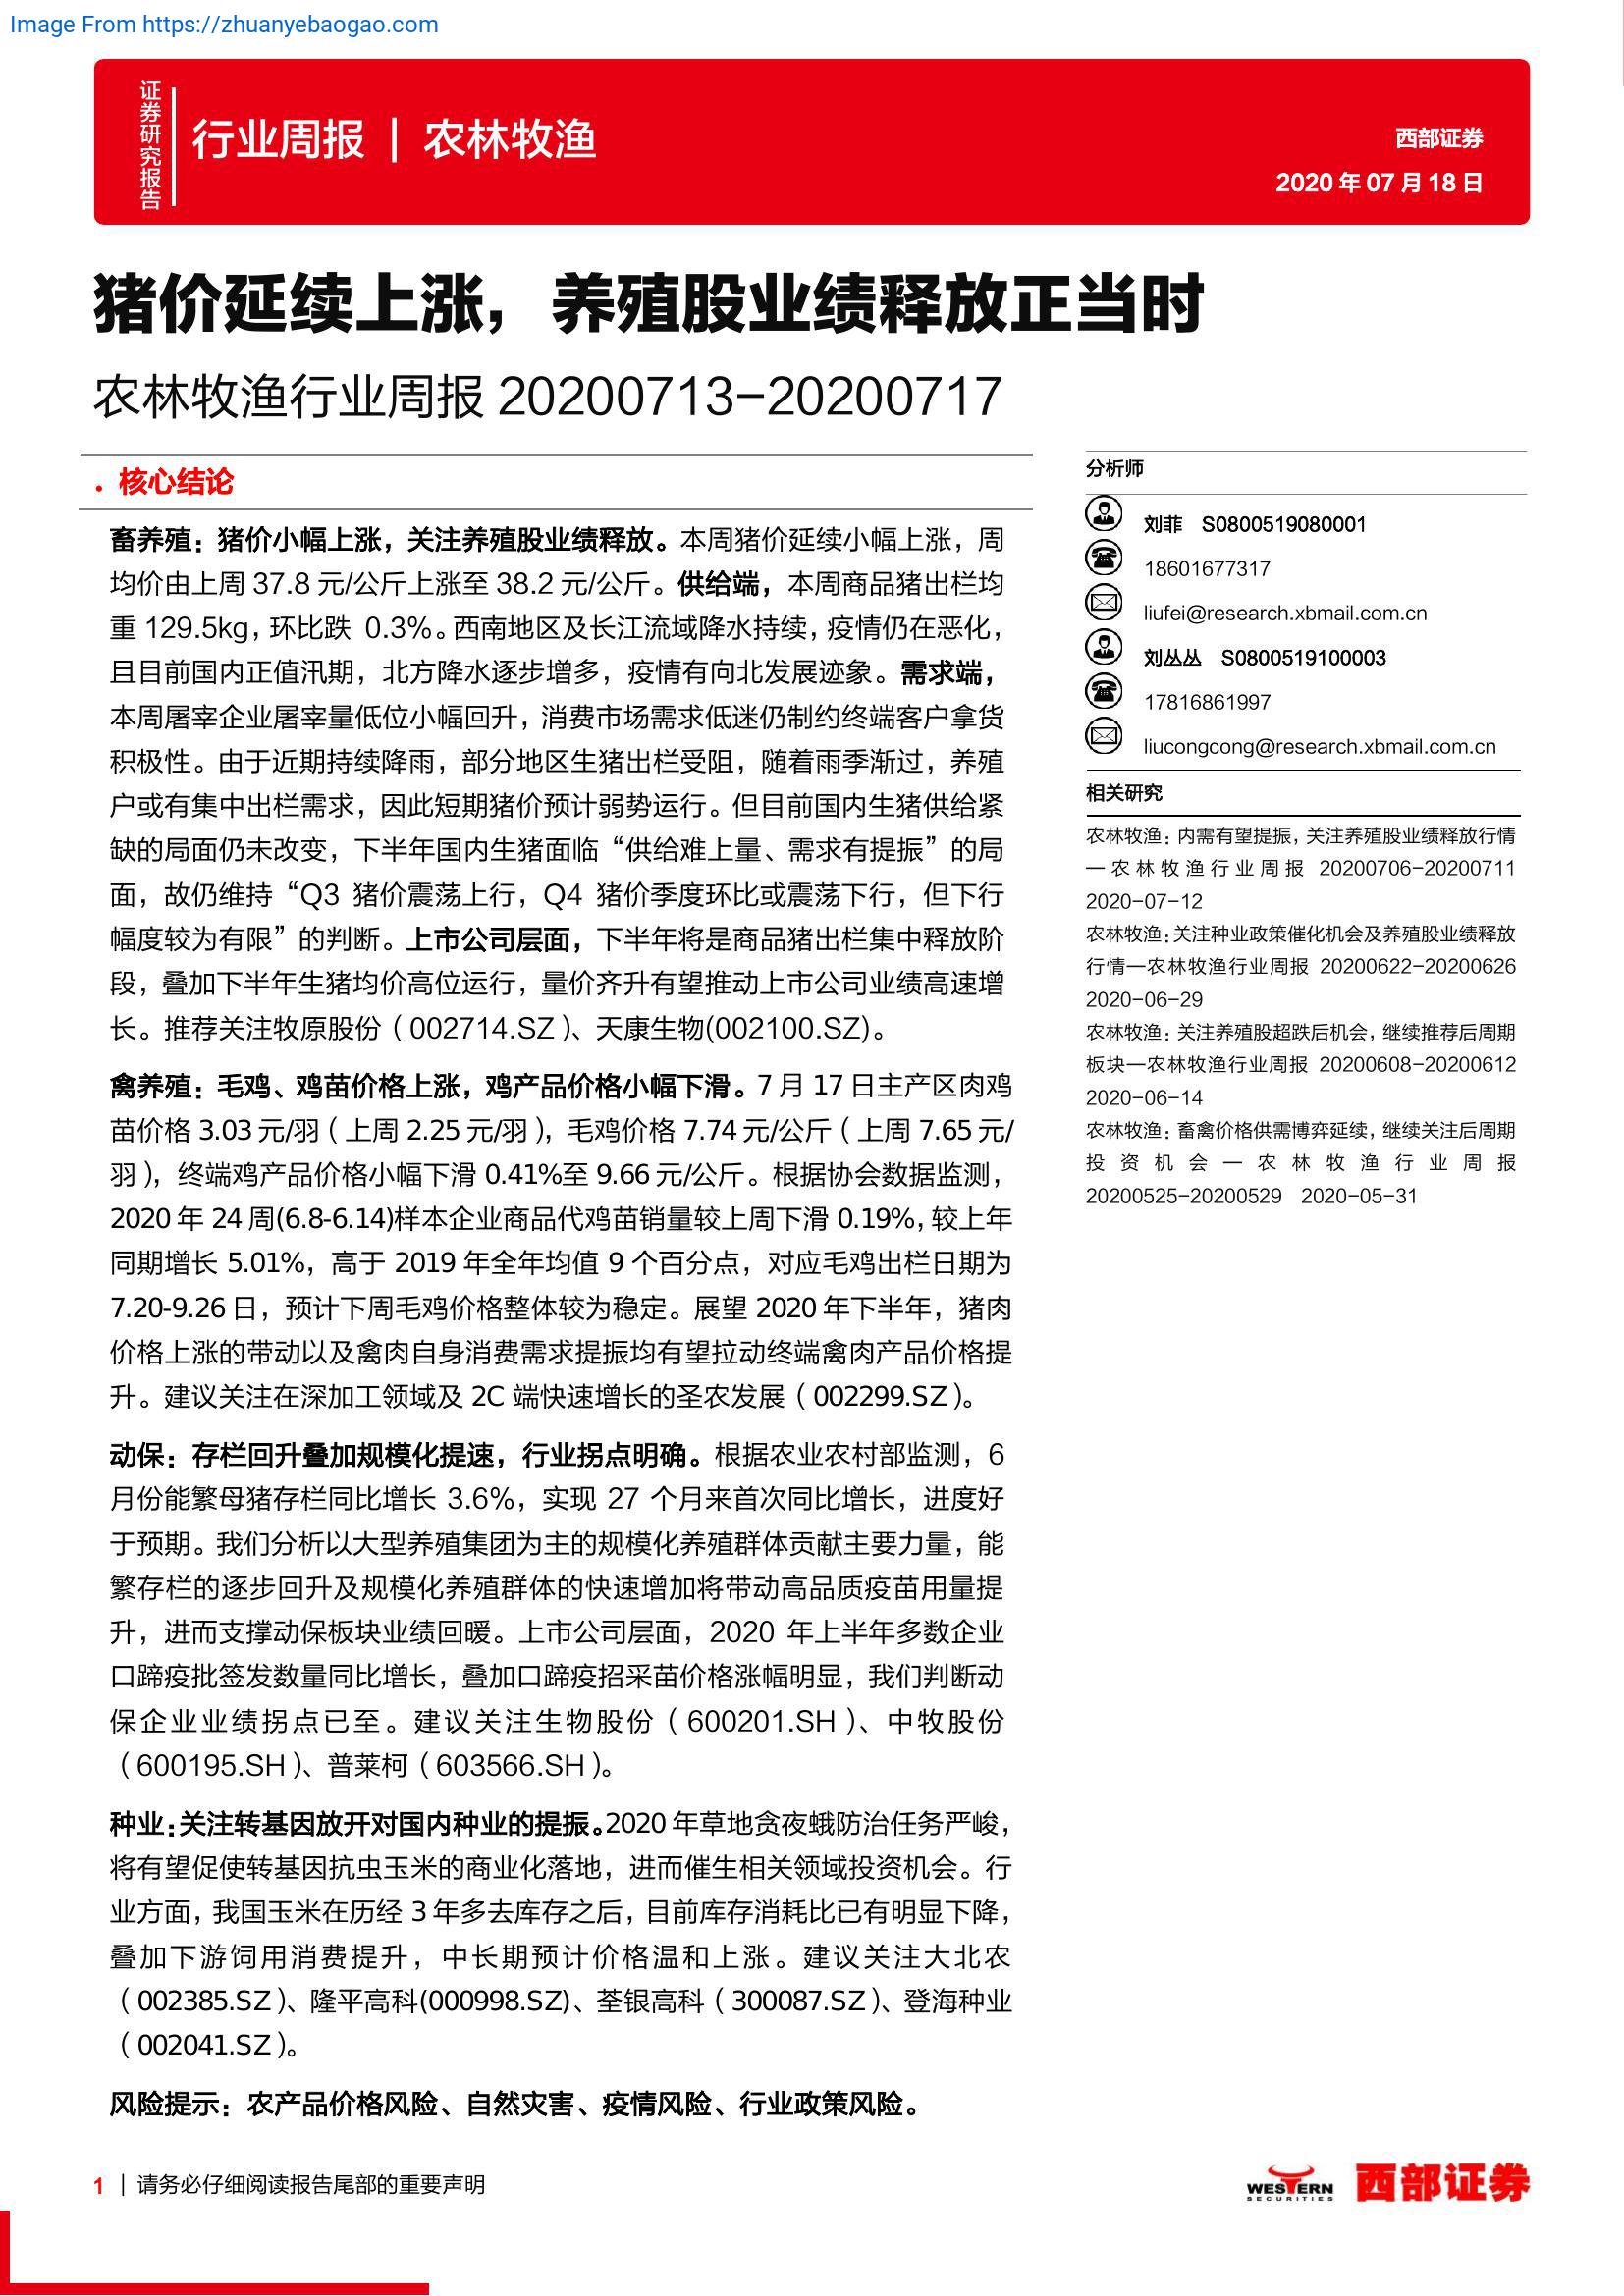 Image From https://zhuanyebaogao.com
证券研究报告
行业周报 | 农林牧渔
西部证券
2020 年 07 月 18 日
猪价延续上涨，养殖股业绩释放正当时
农林牧渔行业周报 20200713-20200717
. 核心结论
畜养殖：猪价小幅上涨，关注养殖股业绩释放。本周猪价延续小幅上涨，周
均价由上周 37.8 元/公斤上涨至 38.2 元/公斤。供给端，本周商品猪出栏均
重 129.5kg，环比跌 0.3%。西南地区及长江流域降水持续，疫情仍在恶化，
且目前国内正值汛期，北方降水逐步增多，疫情有向北发展迹象。需求端，
本周屠宰企业屠宰量低位小幅回升，消费市场需求低迷仍制约终端客户拿货
积极性。由于近期持续降雨，部分地区生猪出栏受阻，随着雨季渐过，养殖
户或有集中出栏需求，因此短期猪价预计弱势运行。但目前国内生猪供给紧
缺的局面仍未改变，下半年国内生猪面临“供给难上量、需求有提振”的局
面，故仍维持“Q3 猪价震荡上行，Q4 猪价季度环比或震荡下行，但下行
幅度较为有限”的判断。上市公司层面，下半年将是商品猪出栏集中释放阶
段，叠加下半年生猪均价高位运行，量价齐升有望推动上市公司业绩高速增
长。推荐关注牧原股份（002714.SZ）、天康生物(002100.SZ)。
禽养殖：毛鸡、鸡苗价格上涨，鸡产品价格小幅下滑。7 月 17 日主产区肉鸡
苗价格 3.03 元/羽（上周 2.25 元/羽），毛鸡价格 7.74 元/公斤（上周 7.65 元/
羽），终端鸡产品价格小幅下滑 0.41%至 9.66 元/公斤。根据协会数据监测，
2020 年 24 周(6.8-6.14)样本企业商品代鸡苗销量较上周下滑 0.19%，较上年
同期增长 5.01%，高于 2019 年全年均值 9 个百分点，对应毛鸡出栏日期为
7.20-9.26 日，预计下周毛鸡价格整体较为稳定。展望 2020 年下半年，猪肉
价格上涨的带动以及禽肉自身消费需求提振均有望拉动终端禽肉产品价格提
升。建议关注在深加工领域及 2C 端快速增长的圣农发展（002299.SZ）。
动保：存栏回升叠加规模化提速，行业拐点明确。根据农业农村部监测，6
月份能繁母猪存栏同比增长 3.6%，实现 27 个月来首次同比增长，进度好
于预期。我们分析以大型养殖集团为主的规模化养殖群体贡献主要力量，能
繁存栏的逐步回升及规模化养殖群体的快速增加将带动高品质疫苗用量提
升，进而支撑动保板块业绩回暖。上市公司层面，2020 年上半年多数企业
口蹄疫批签发数量同比增长，叠加口蹄疫招采苗价格涨幅明显，我们判断动
保企业业绩拐点已至。建议关注生物股份（600201.SH）、中牧股份
（600195.SH）、普莱柯（603566.SH）。
种业：关注转基因放开对国内种业的提振。2020 年草地贪夜蛾防治任务严峻，
将有望促使转基因抗虫玉米的商业化落地，进而催生相关领域投资机会。行
业方面，我国玉米在历经 3 年多去库存之后，目前库存消耗比已有明显下降，
叠加下游饲用消费提升，中长期预计价格温和上涨。建议关注大北农
（002385.SZ）、隆平高科(000998.SZ)、荃银高科（300087.SZ）、登海种业
（002041.SZ）。
风险提示：农产品价格风险、自然灾害、疫情风险、行业政策风险。
分析师
刘菲 S0800519080001
18601677317
liufei@research.xbmail.com.cn
刘丛丛 S0800519100003
17816861997
liucongcong@research.xbmail.com.cn
相关研究
农林牧渔：内需有望提振，关注养殖股业绩释放行情
—农林牧渔行业周报 20200706-20200711
2020-07-12
农林牧渔：关注种业政策催化机会及养殖股业绩释放
行情—农林牧渔行业周报 20200622-20200626
2020-06-29
农林牧渔：关注养殖股超跌后机会，继续推荐后周期
板块—农林牧渔行业周报 20200608-20200612
2020-06-14
农林牧渔：畜禽价格供需博弈延续，继续关注后周期
投资机会—农林牧渔行业周报
20200525-20200529 2020-05-31
1 | 请务必仔细阅读报告尾部的重要声明
WESTERN
SECURITIES
西部证券